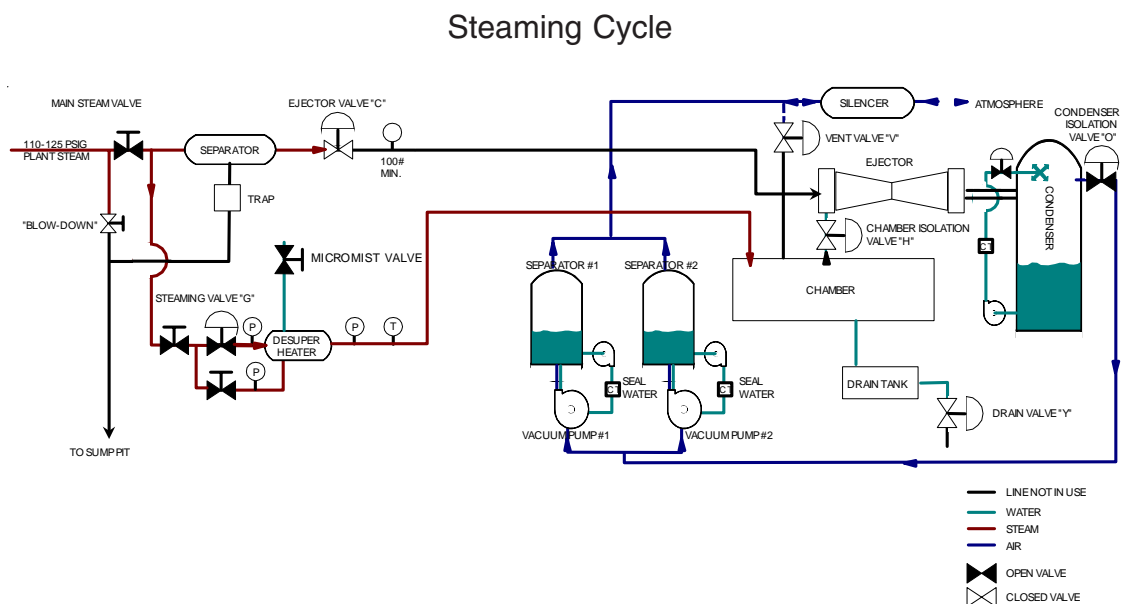 Steaming Cycle
MAIN STEAM VALVE
EJECTOR VALVE "C"
110-125 PSIG
PLANT STEAM
SEPARATOR
100#
MIN.
TRAP
"BLOW-DOWN"
MICROMIST VALVE
STEAMING VALVE "G"
P
P
T
DESUPER
HEATER
P
TO SUMP PIT
SILENCER
ATMOSPHERE
CONDENSER
ISOLATION
VALVE "O"
VENT VALVE "V"
EJECTOR
CONDENSER
CHAMBER ISOLATION
VALVE "H"
CT
SEPARATOR #1
SEPARATOR #2
CHAMBER
SEAL
WATER
CT
SEAL
WATER
CT
DRAIN TANK
DRAIN VALVE "Y"
VACUUM PUMP #1
VACUUM PUMP #2
LINE NOT IN USE
WATER
STEAM
AIR
OPEN VALVE
CLOSED VALVE